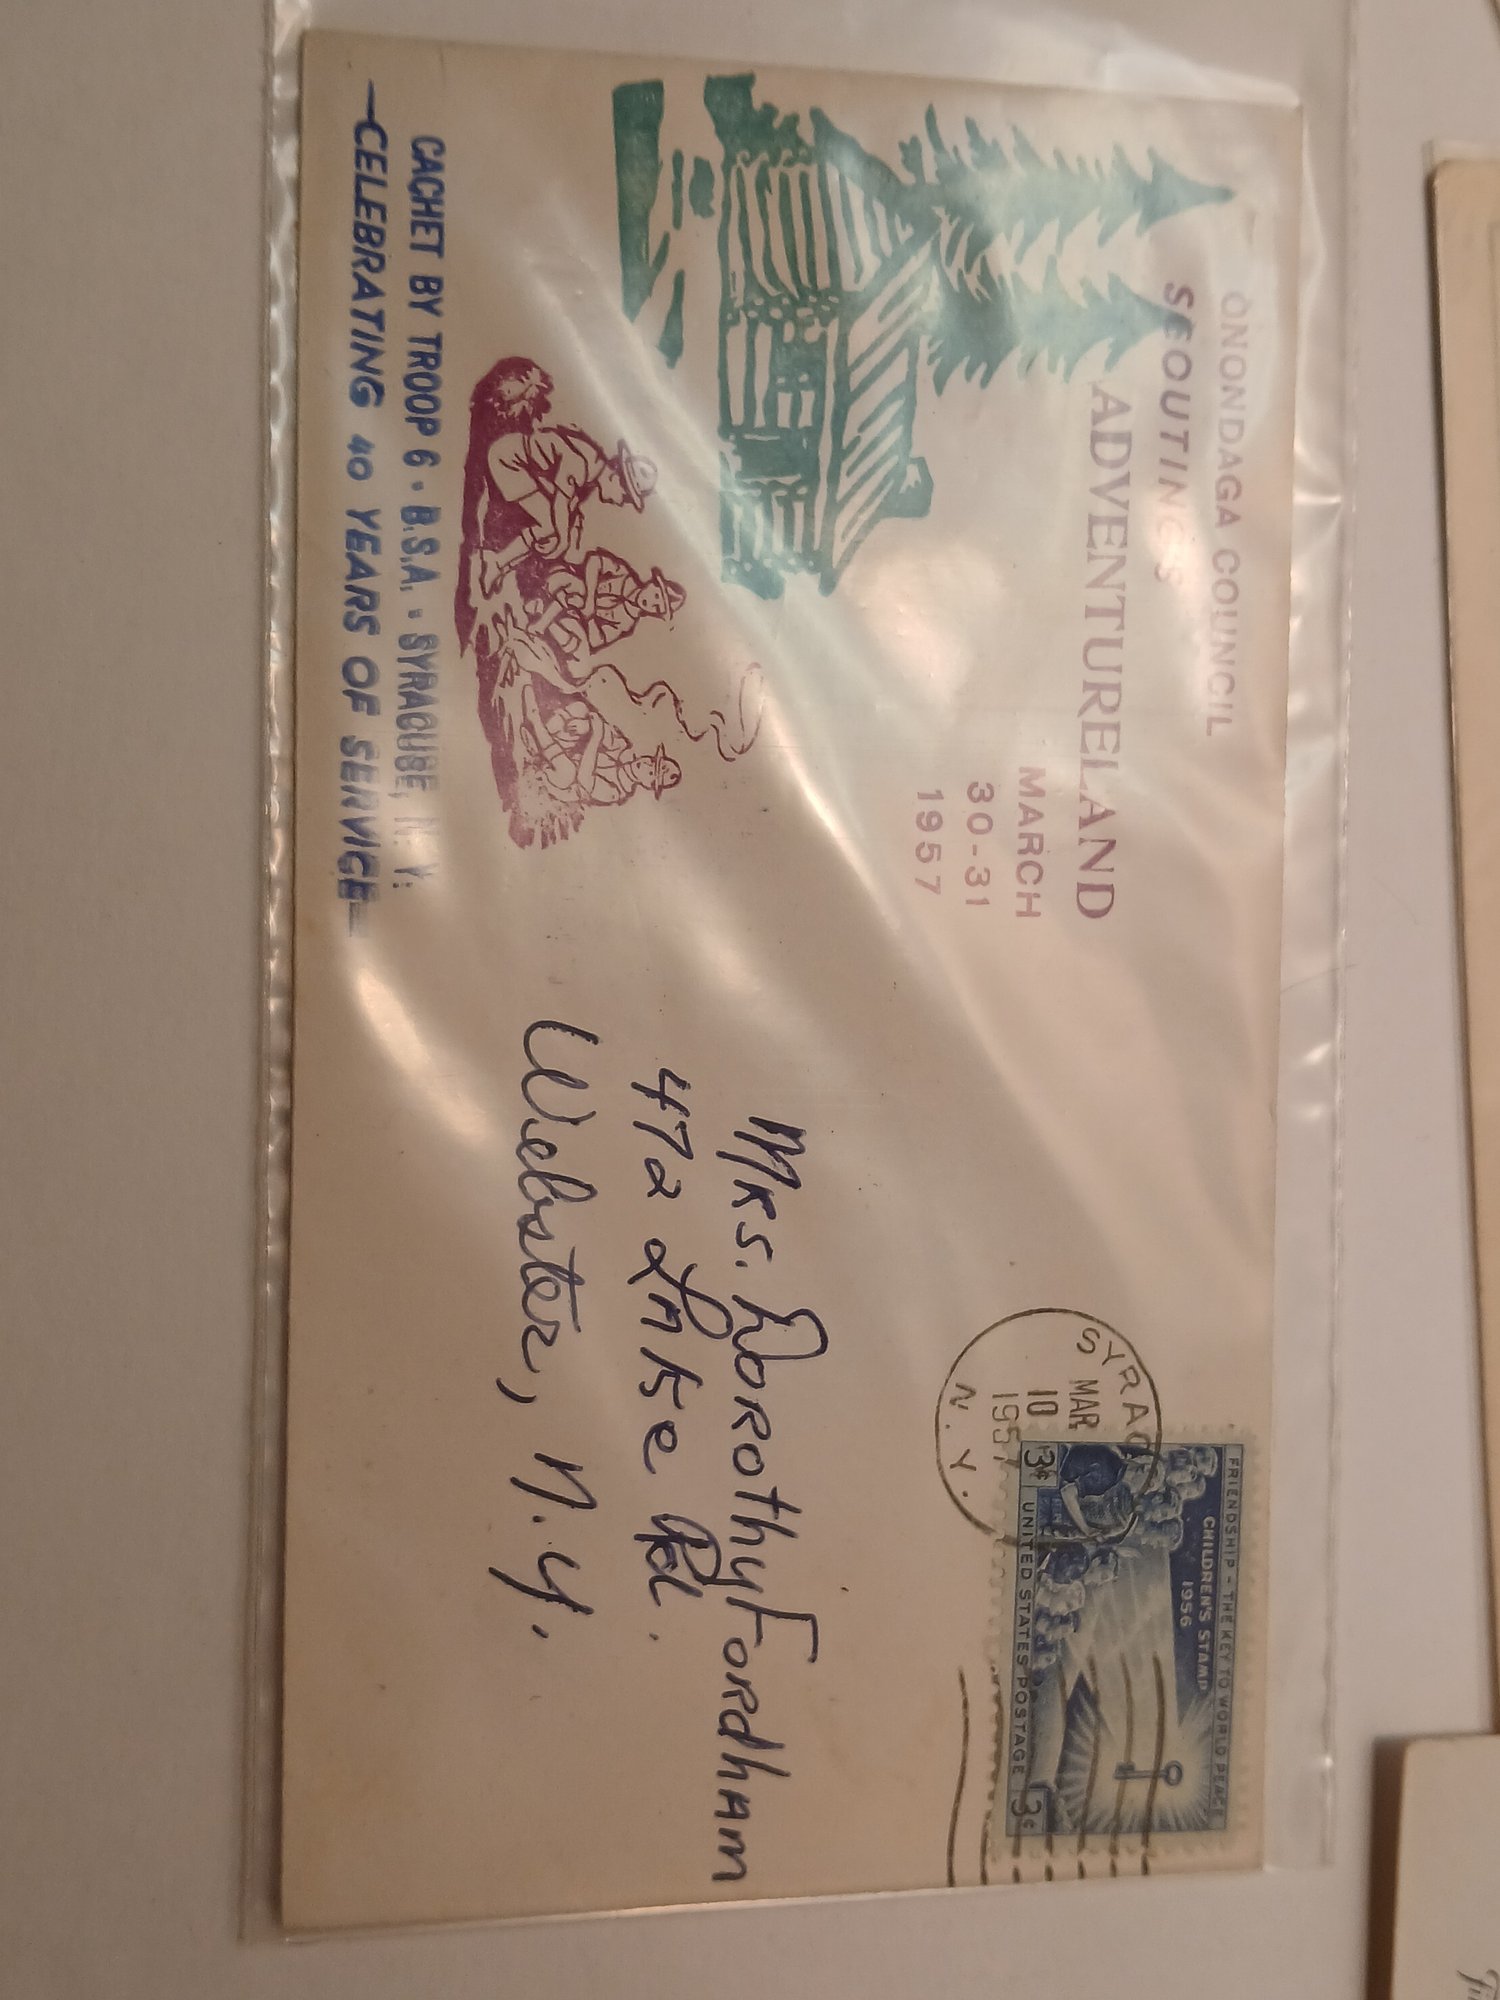 ONONDAGA COUNCIL
SCOUTING'S
ADVENTURELAND
MARCH
30-31
1957
CACHET BY TROOP 6 · B.S.A. · SYRACUSE, N.Y.
—CELEBRATING 40 YEARS OF SERVICE—
SYRAC
MAR
10
1957
N.Y.
FRIENDSHIP - THE KEY TO WORLD PEACE
CHILDREN'S STAMP
1956
3¢ UNITED STATES POSTAGE 3¢
Mrs. Dorothy Fordham
472 Rd.
Webster, N.Y.